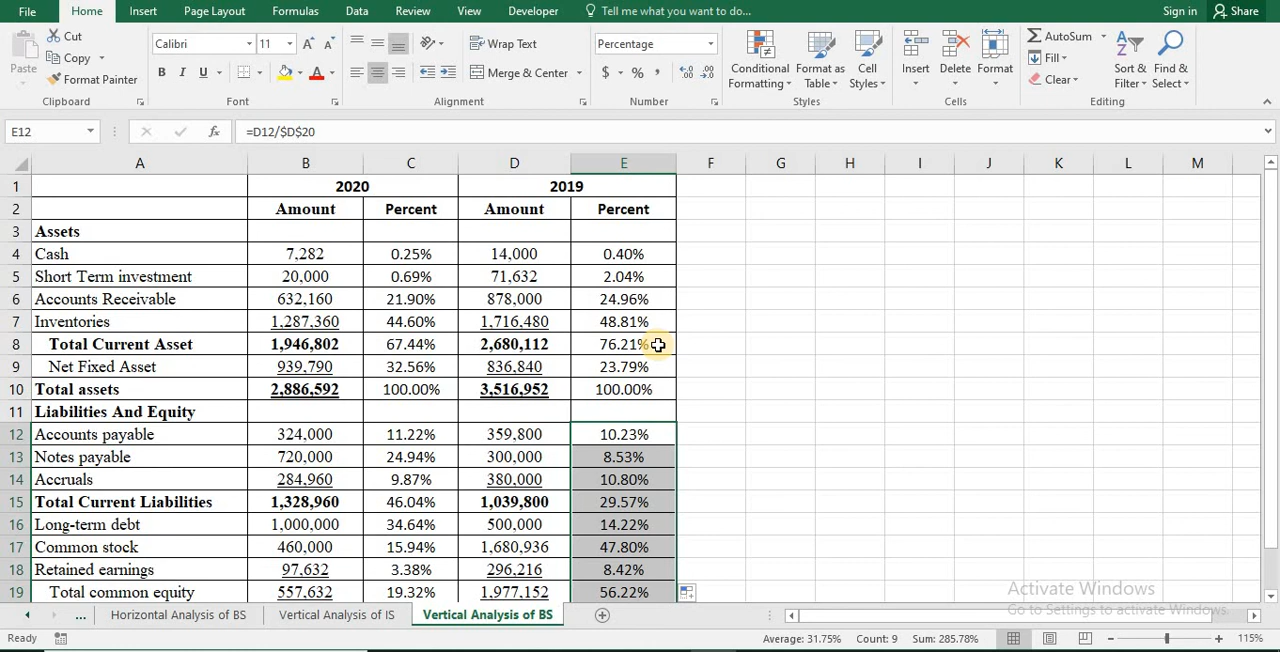 File Home Insert Page Layout Formulas Data Review View Developer Tell me what you want to do... Sign in Share
Paste Cut Copy Format Painter Clipboard
Calibri 11 A A B I U A Font
Wrap Text Merge & Center Alignment
Percentage $ % , Number
Conditional Formatting Format as Table Cell Styles Styles
Insert Delete Format Cells
AutoSum Fill Clear Sort & Filter Find & Select Editing
E12 fx =D12/$D$20
A B C D E F G H I J K L M
1 2020 2019
2 Amount Percent Amount Percent
3 Assets
4 Cash 7,282 0.25% 14,000 0.40%
5 Short Term investment 20,000 0.69% 71,632 2.04%
6 Accounts Receivable 632,160 21.90% 878,000 24.96%
7 Inventories 1,287,360 44.60% 1,716,480 48.81%
8 Total Current Asset 1,946,802 67.44% 2,680,112 76.21%
9 Net Fixed Asset 939,790 32.56% 836,840 23.79%
10 Total assets 2,886,592 100.00% 3,516,952 100.00%
11 Liabilities And Equity
12 Accounts payable 324,000 11.22% 359,800 10.23%
13 Notes payable 720,000 24.94% 300,000 8.53%
14 Accruals 284,960 9.87% 380,000 10.80%
15 Total Current Liabilities 1,328,960 46.04% 1,039,800 29.57%
16 Long-term debt 1,000,000 34.64% 500,000 14.22%
17 Common stock 460,000 15.94% 1,680,936 47.80%
18 Retained earnings 97,632 3.38% 296,216 8.42%
19 Total common equity 557,632 19.32% 1,977,152 56.22%
Activate Windows
Go to Settings to activate Windows.
... Horizontal Analysis of BS Vertical Analysis of IS Vertical Analysis of BS
Ready Average: 31.75% Count: 9 Sum: 285.78% 115%